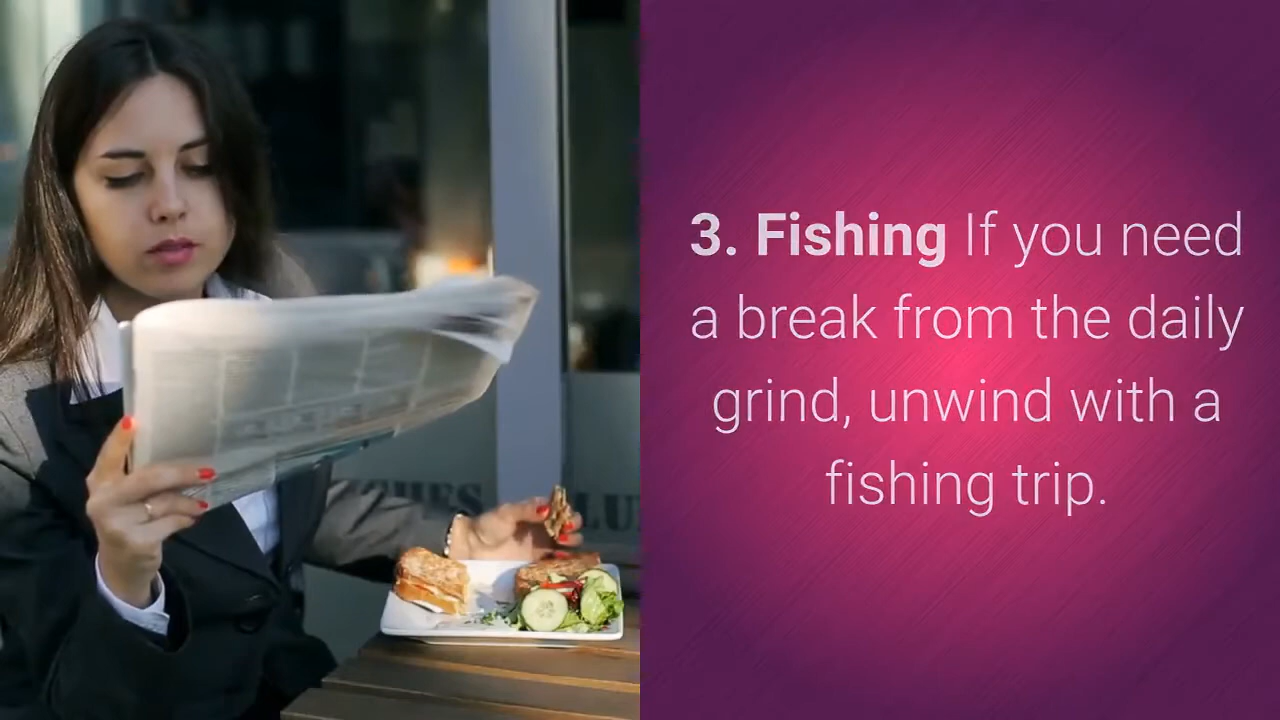 3. Fishing If you need
a break from the daily
grind, unwind with a
fishing trip.